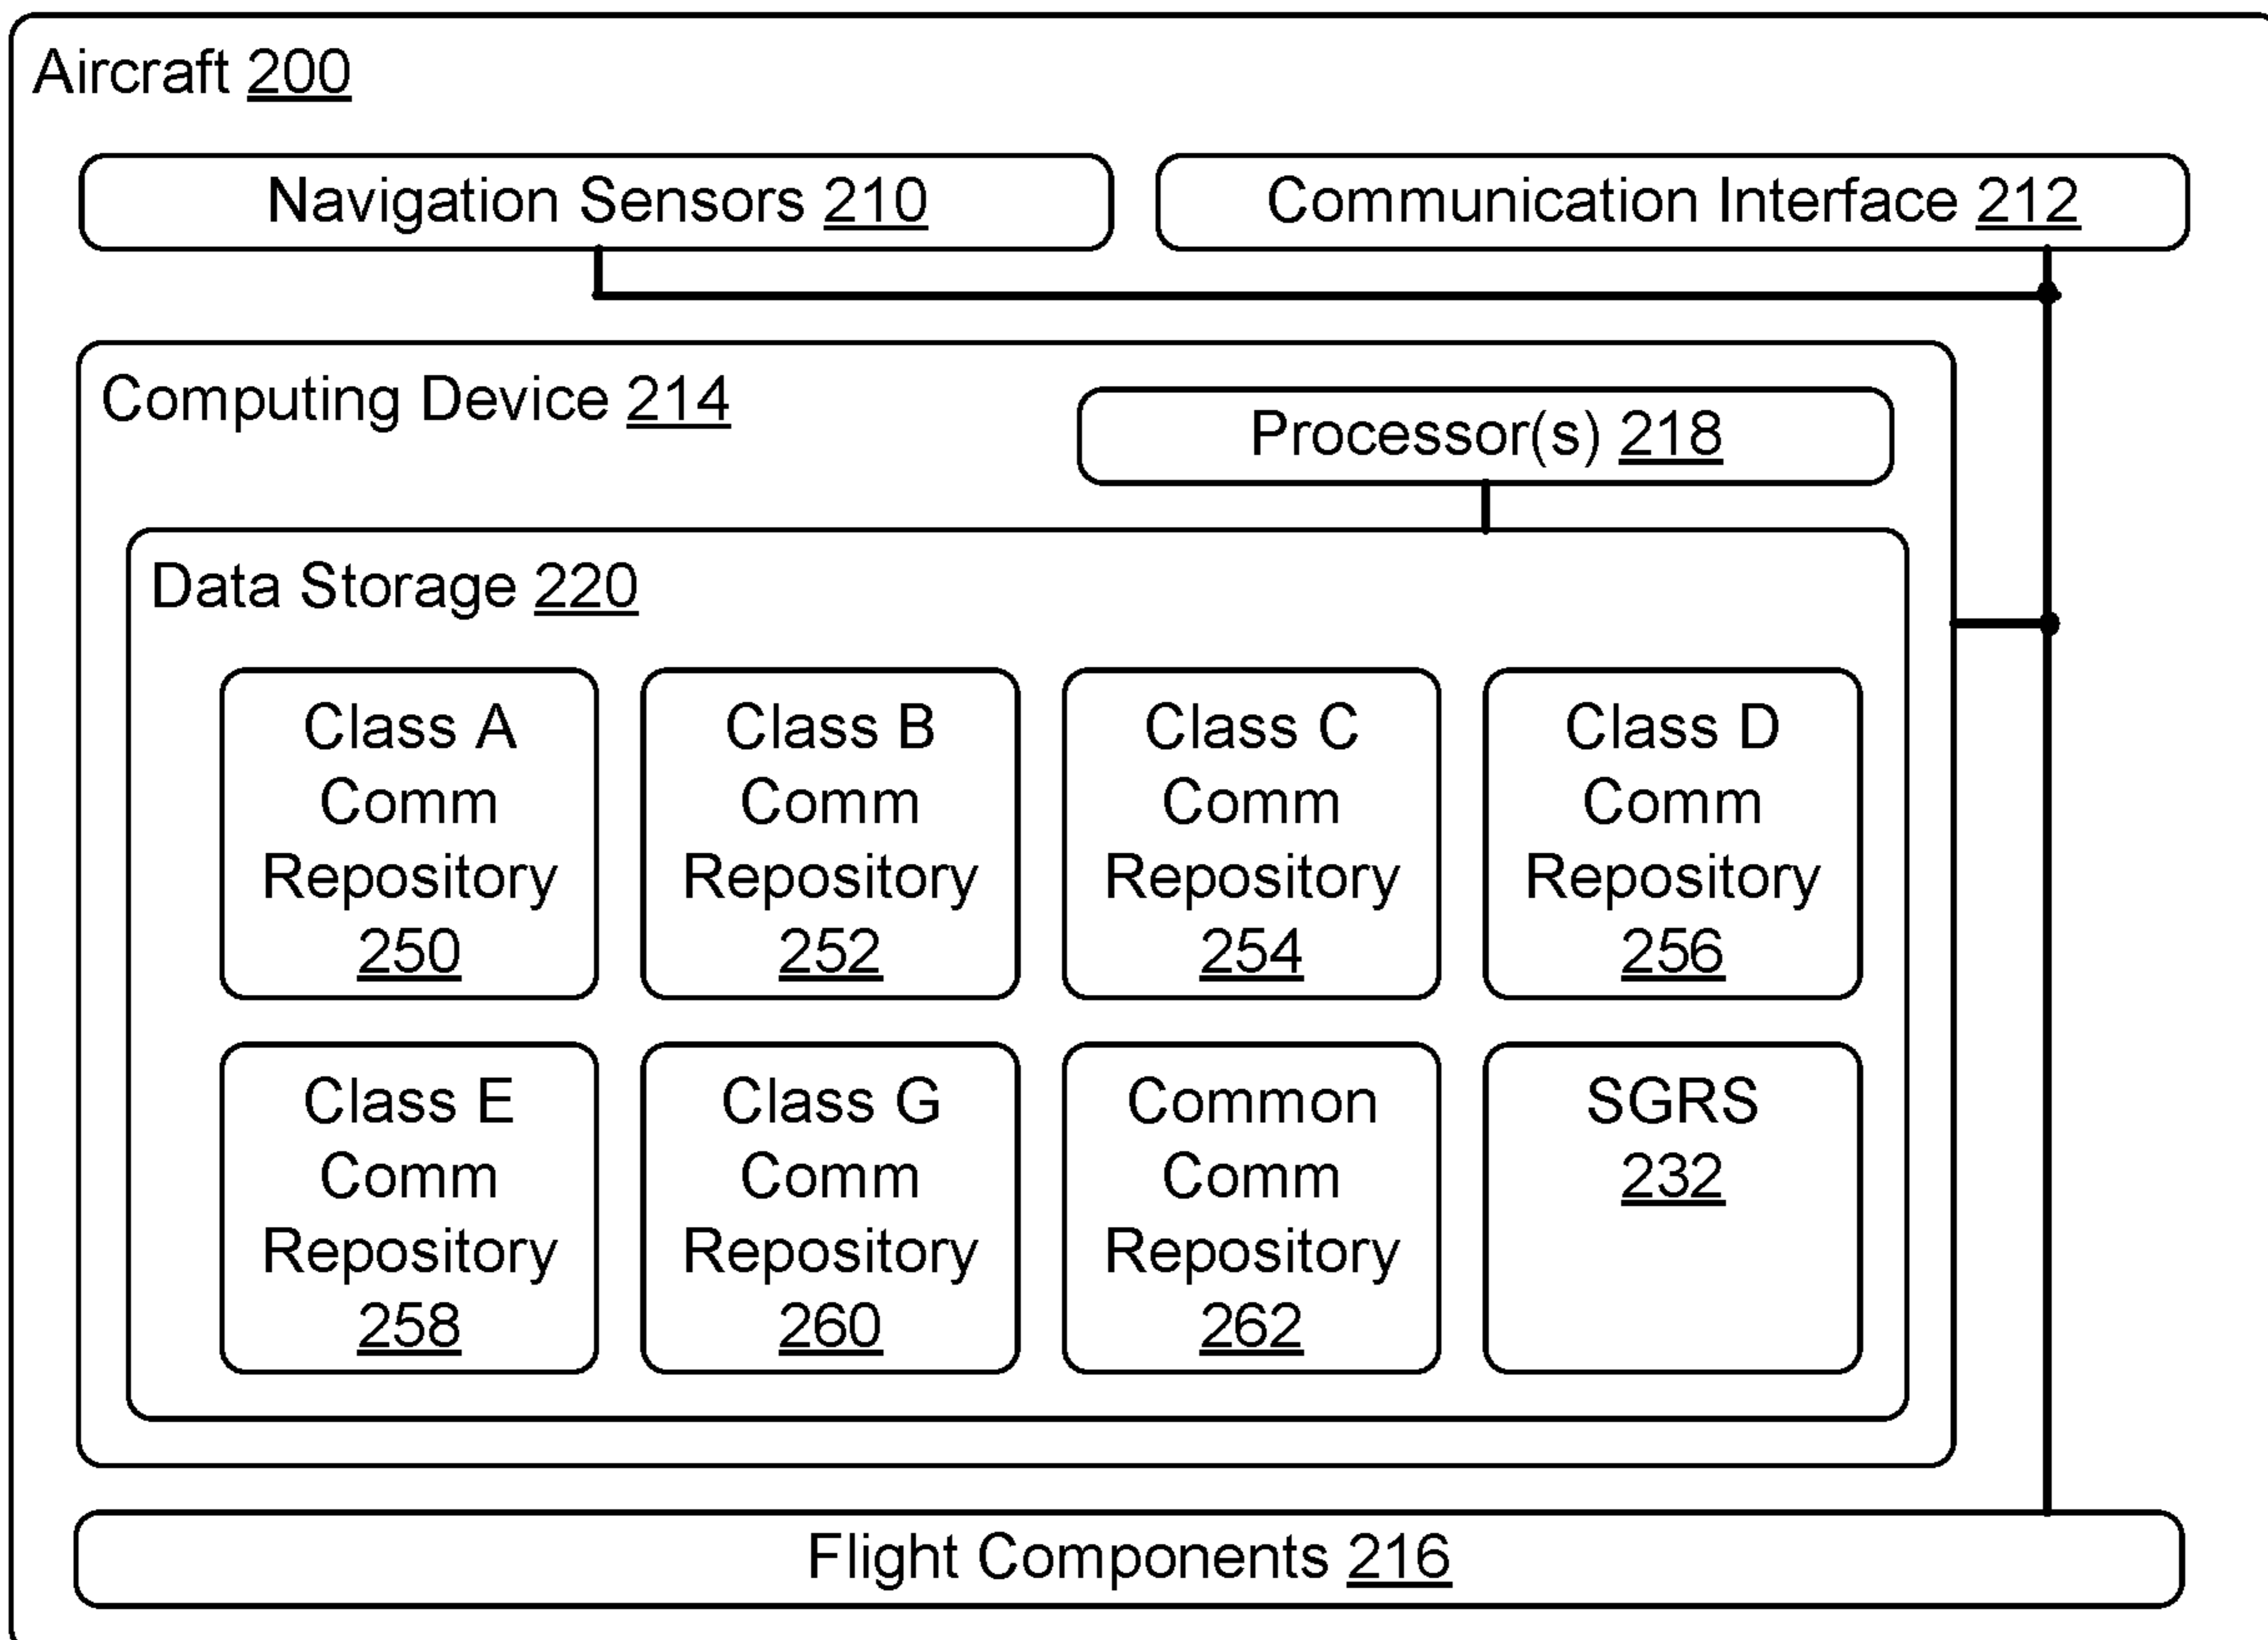 Aircraft 200
Navigation Sensors 210
Communication Interface 212
Computing Device 214
Processor(s) 218
Data Storage 220
Class A
Comm
Repository
250
Class B
Comm
Repository
252
Class C
Comm
Repository
254
Class D
Comm
Repository
256
Class E
Comm
Repository
258
Class G
Comm
Repository
260
Common
Comm
Repository
262
SGRS
232
Flight Components 216